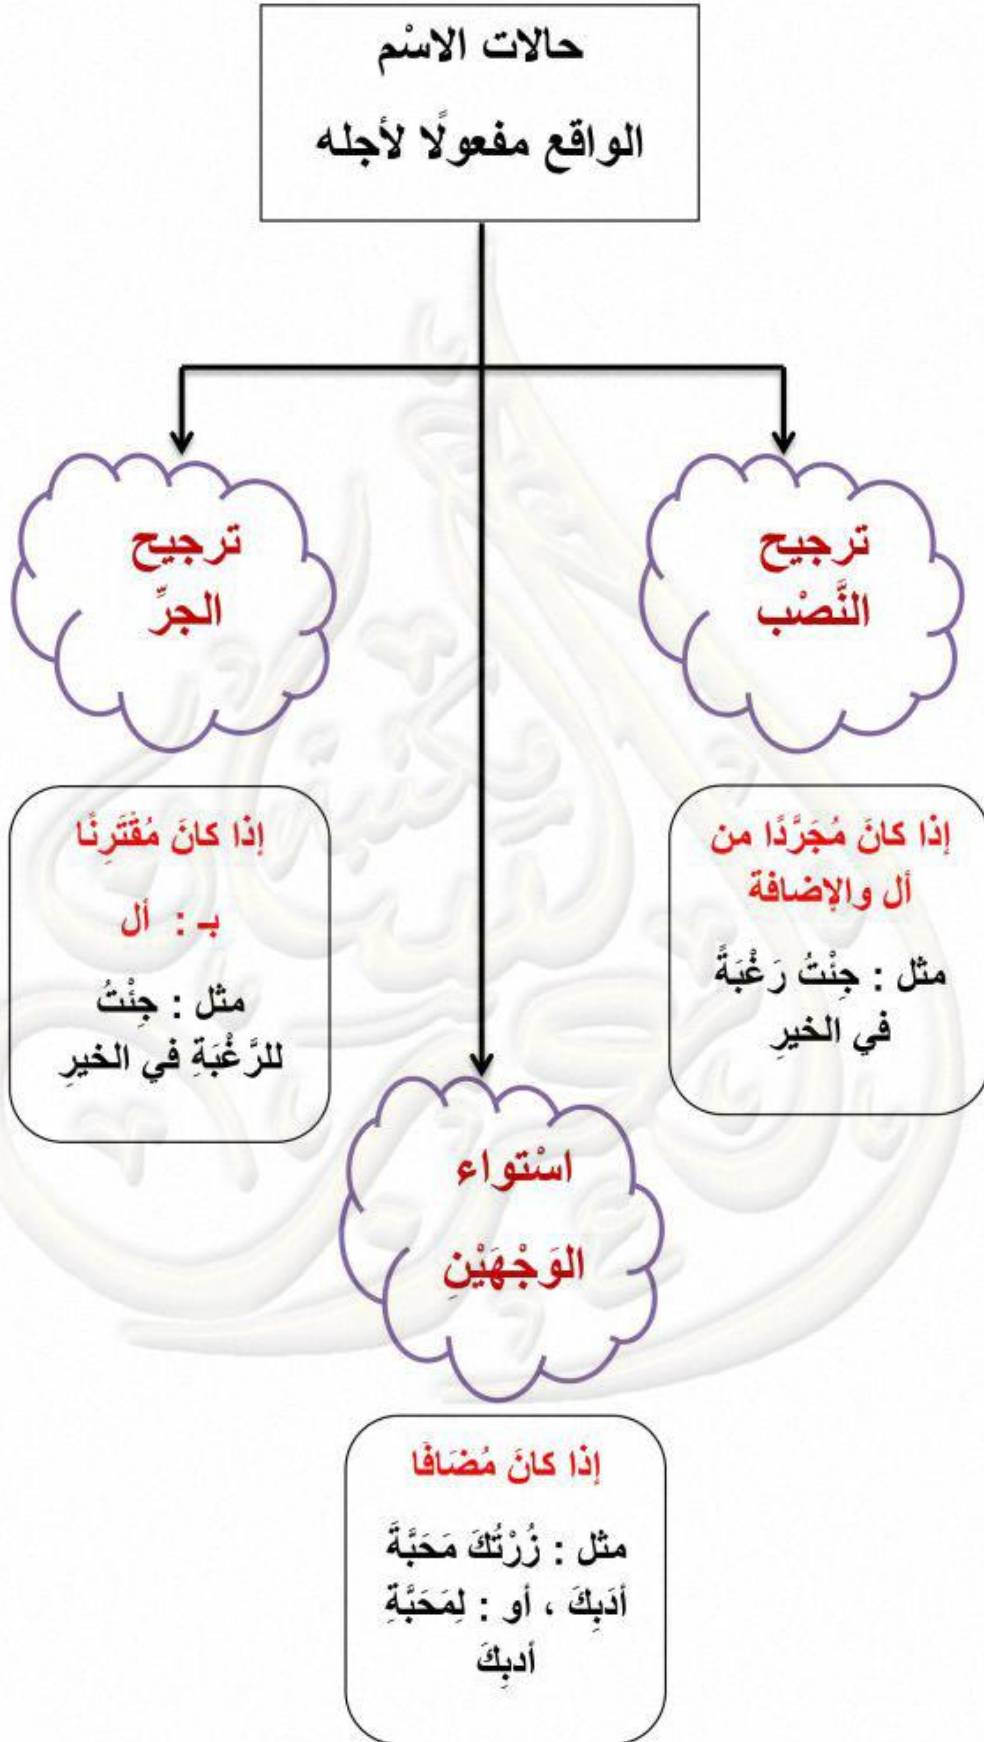 حالات الاسْم
الواقع مفعولًا لأجله
ترجيح
النَّصْب
إذا كانَ مُجَرَّدًا من
أل والإضافة
مثل : جِئْتُ رَغْبَةً
في الخيرِ
ترجيح
الجرِّ
إذا كانَ مُقْتَرِنًا
بـ : أل
مثل : جِئْتُ
للرَّغْبَةِ في الخيرِ
اسْتواء
الوَجْهَيْنِ
إذا كانَ مُضَافًا
مثل : زُرْتُكَ مَحَبَّةَ
أدَبِكَ ، أو : لِمَحَبَّةِ
أدبِكَ